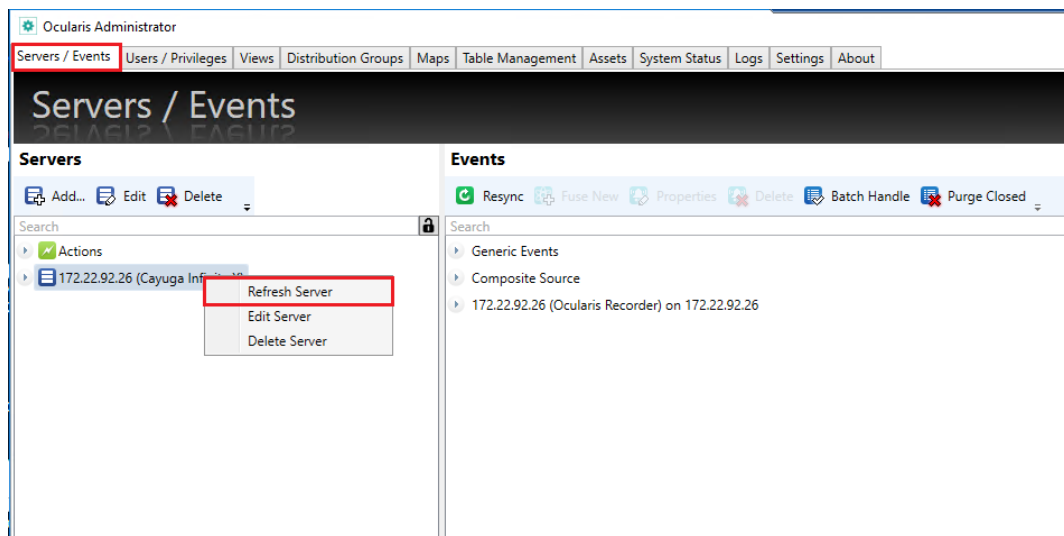 Ocularis Administrator
Servers / Events Users / Privileges Views Distribution Groups Maps Table Management Assets System Status Logs Settings About
Servers / Events
Servers
Add... Edit Delete
Search
Actions
172.22.92.26 (Cayuga
Refresh Server
Edit Server
Delete Server
Events
Resync Fuse New Properties Delete Batch Handle Purge Closed
Search
Generic Events
Composite Source
172.22.92.26 (Ocularis Recorder) on 172.22.92.26